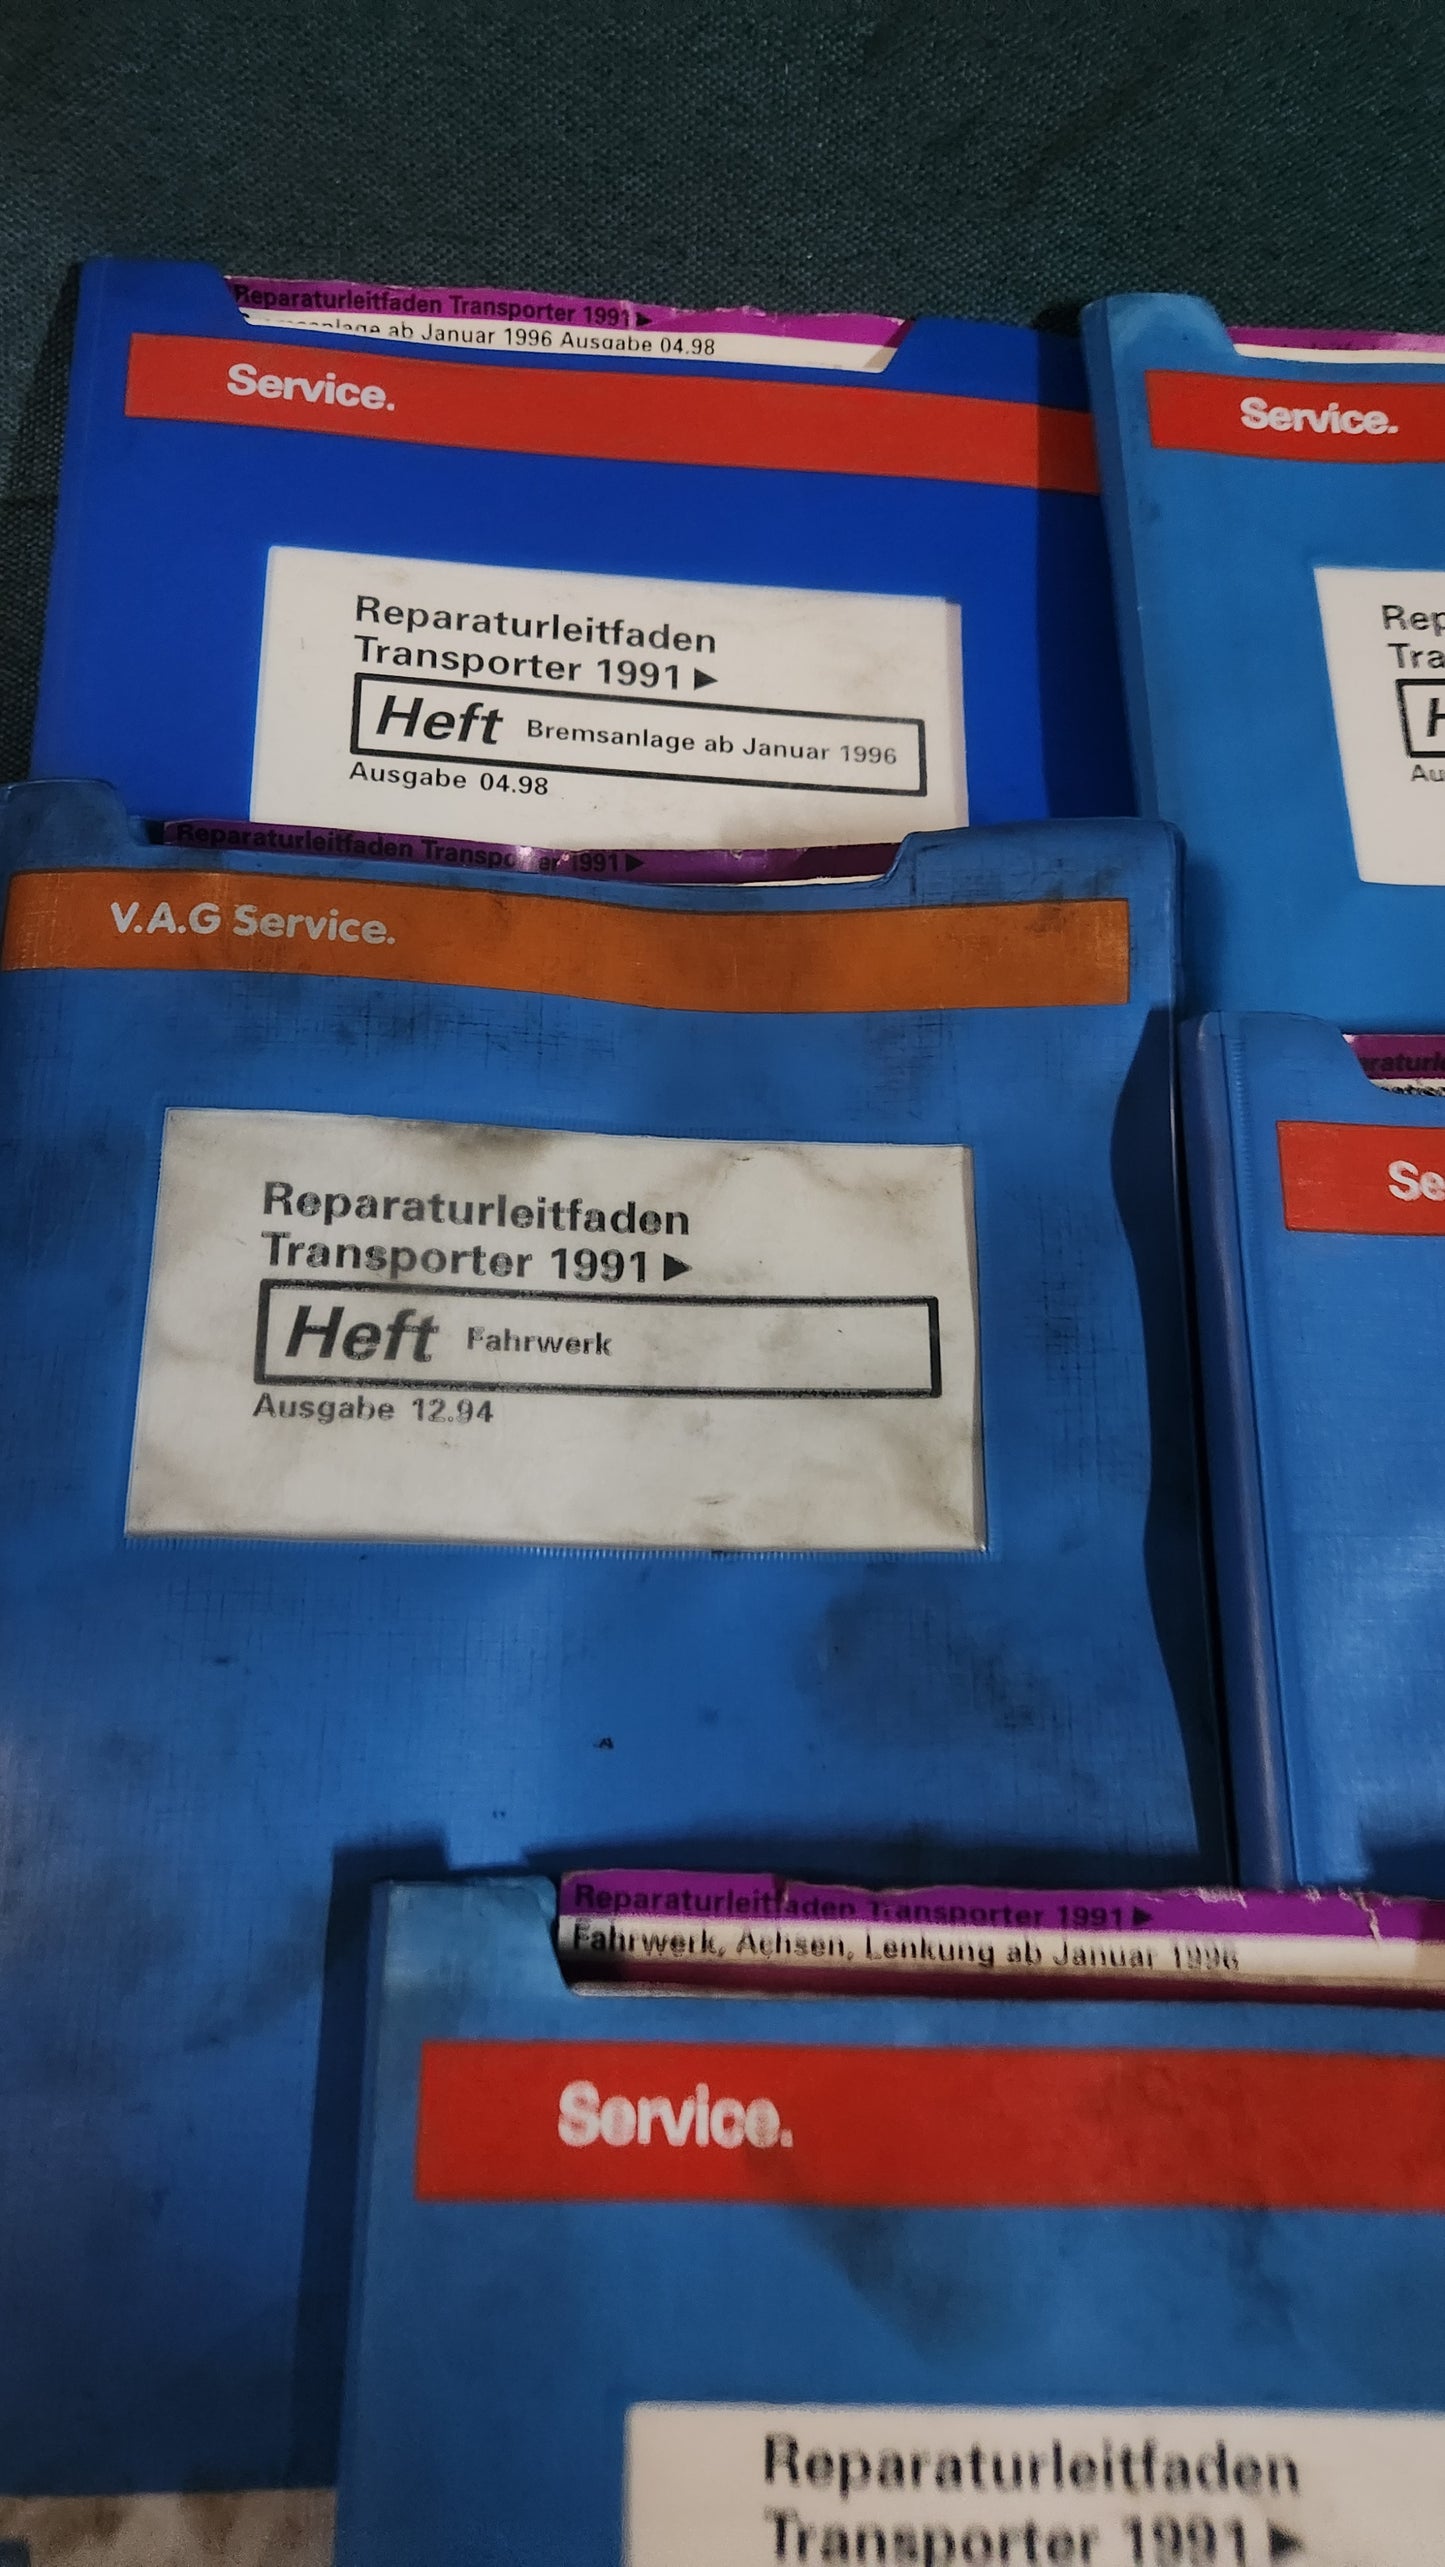 Reparaturleitfaden Transporter 1991 ▶
ab Januar 1996 Ausgabe 04.98
Service.
Reparaturleitfaden
Transporter 1991 ▶
Heft Bremsanlage ab Januar 1996
Ausgabe 04.98
Service.
Reparaturleitfaden Transporter 1991 ▶
V.A.G Service.
Reparaturleitfaden
Transporter 1991 ▶
Heft Fahrwerk
Ausgabe 12.94
Reparaturleitfaden Transporter 1991 ▶
Fahrwerk, Achsen, Lenkung ab Januar 1996
Service.
Reparaturleitfaden
Transporter 1991 ▶